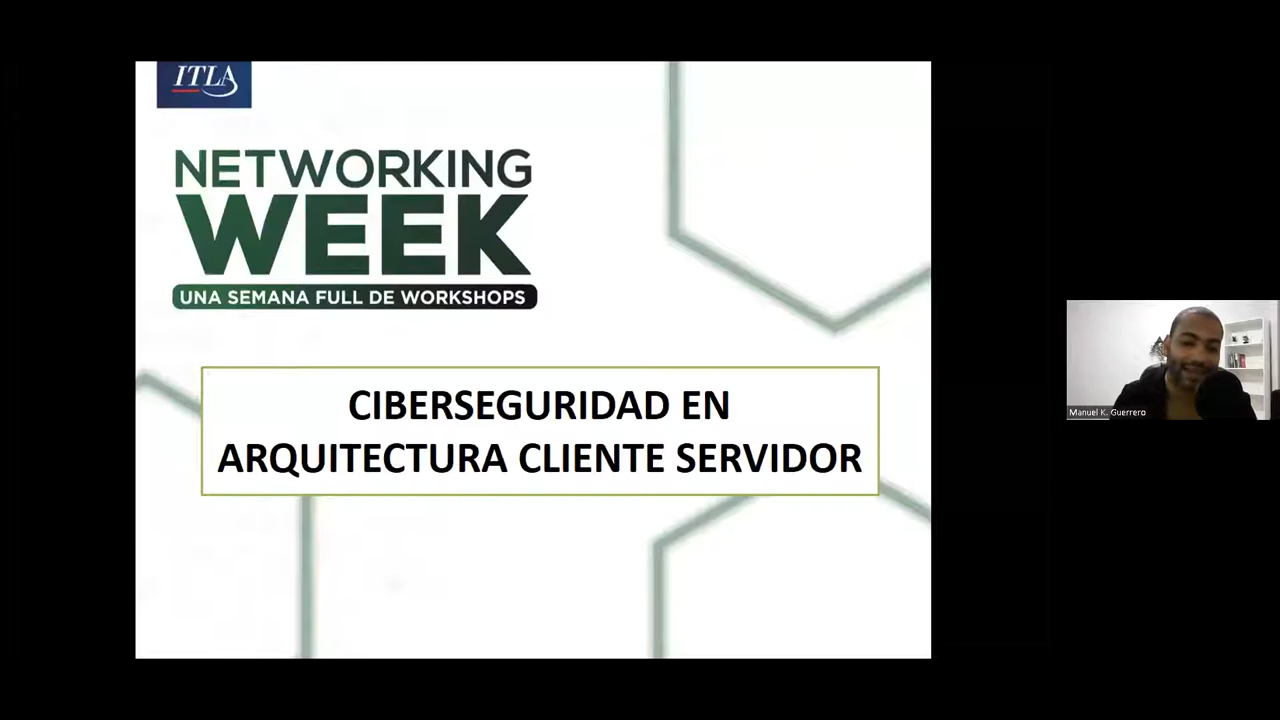 ITLA
NETWORKING
WEEK
UNA SEMANA FULL DE WORKSHOPS
CIBERSEGURIDAD EN
ARQUITECTURA CLIENTE SERVIDOR
Manuel K. Guerrero